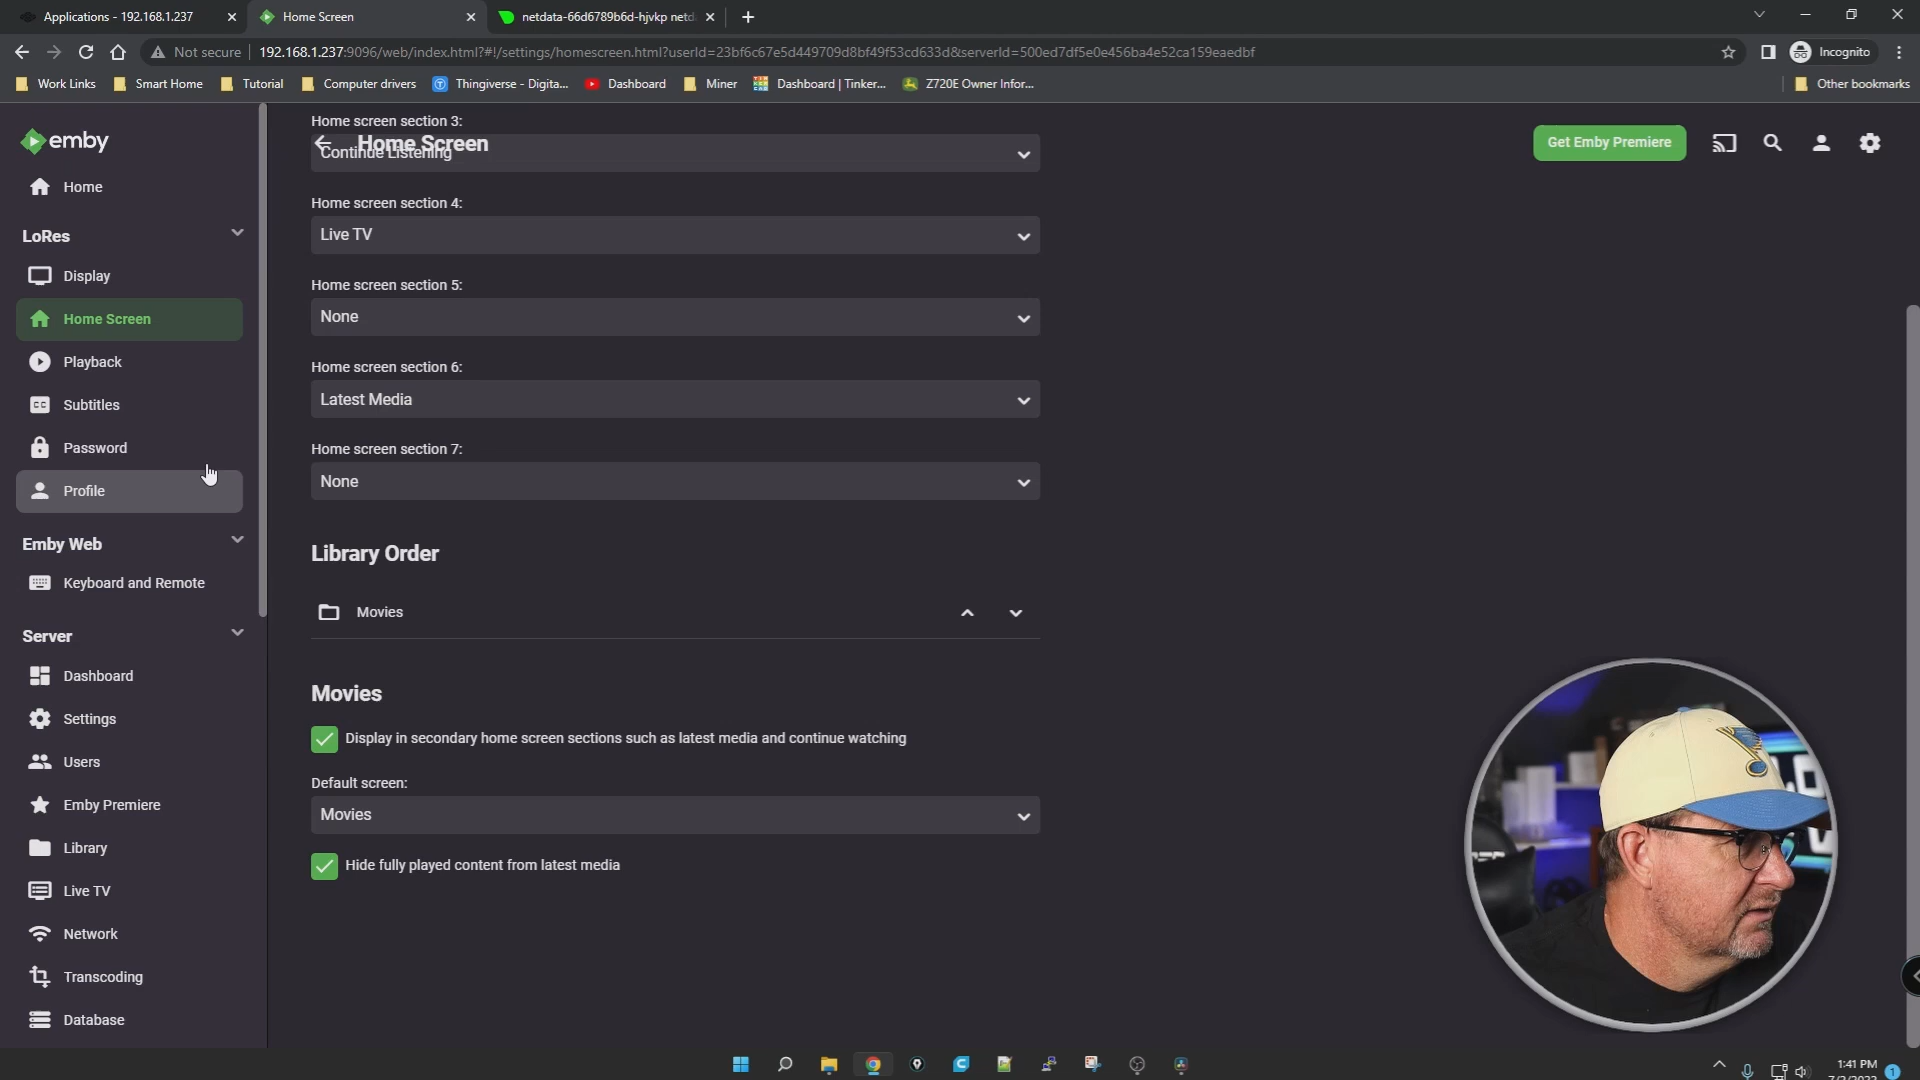 Applications - 192.168.1.237
Home Screen
netdata-66d6789b6d-hjvkp netd
Not secure
192.168.1.237:9096/web/index.html?#!/settings/homescreen.html?userId=23bf6c67e5d449709d8bf49f53cd633d&serverId=500ed7df5e0e456ba4e52ca159eaedbf
Incognito
Work Links
Smart Home
Tutorial
Computer drivers
Thingiverse - Digita...
Dashboard
Miner
Dashboard | Tinker...
Z720E Owner Infor...
Other bookmarks
emby
Home
LoRes
Display
Home Screen
Playback
Subtitles
Password
Profile
Emby Web
Keyboard and Remote
Server
Dashboard
Settings
Users
Emby Premiere
Library
Live TV
Network
Transcoding
Database
Home screen section 3:
Home Screen
Continue Listening
Get Emby Premiere
Home screen section 4:
Live TV
Home screen section 5:
None
Home screen section 6:
Latest Media
Home screen section 7:
None
Library Order
Movies
Movies
Display in secondary home screen sections such as latest media and continue watching
Default screen:
Movies
Hide fully played content from latest media
1:41 PM
1